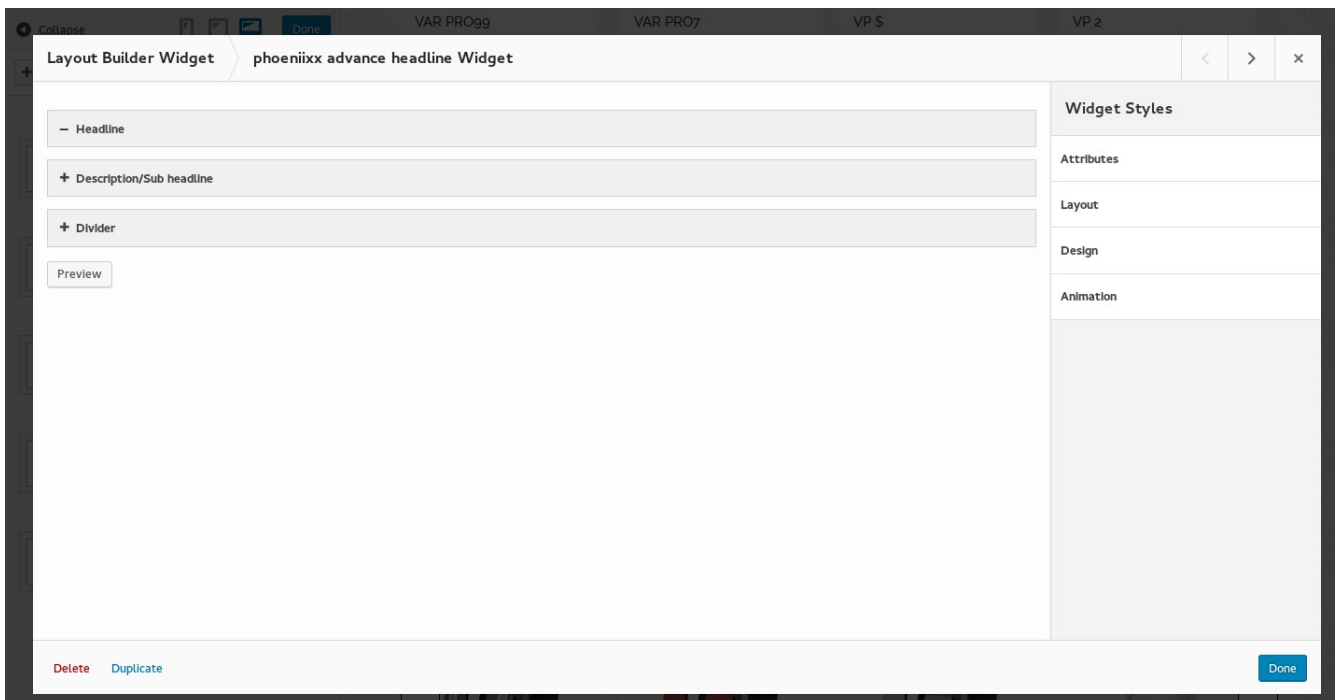 Collapse
Done
VAR PRO99
VAR PRO7
VP S
VP 2
Layout Builder Widget
phoeniixx advance headline Widget
Widget Styles
– Headline
+ Description/Sub headline
+ Divider
Preview
Attributes
Layout
Design
Animation
Delete
Duplicate
Done